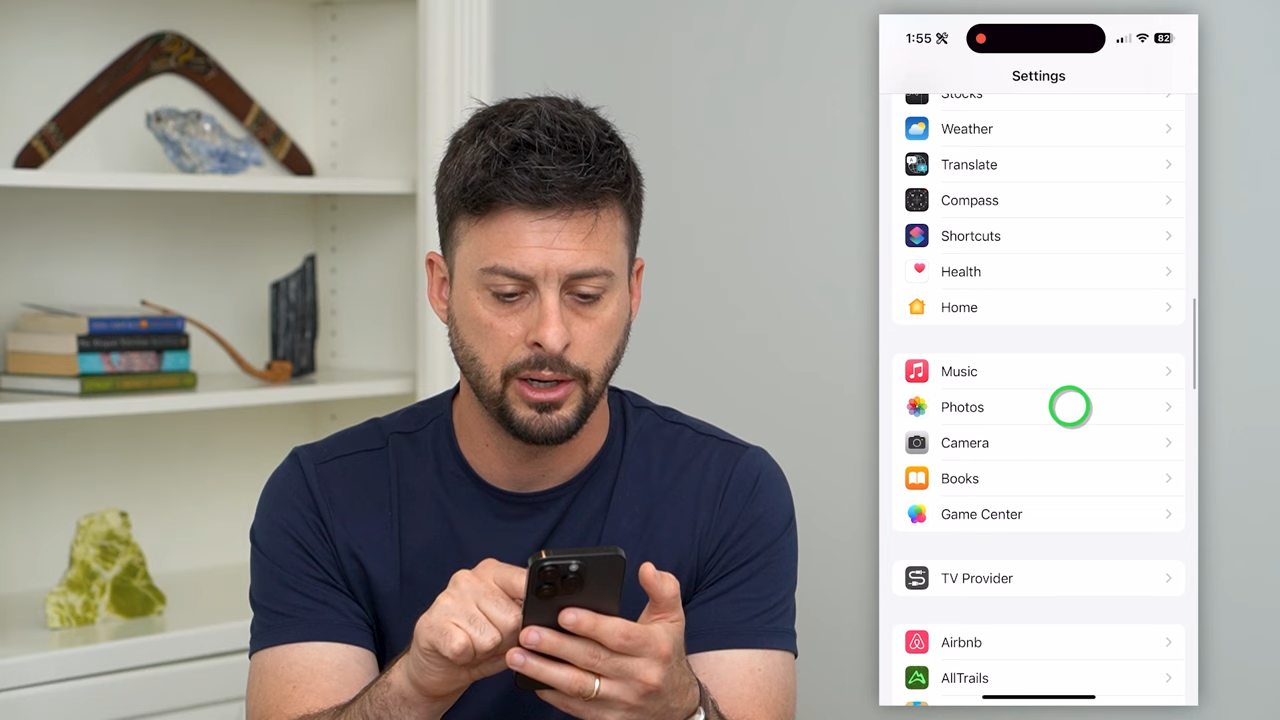 1:55
82
Settings
Stocks
Weather
Translate
Compass
Shortcuts
Health
Home
Music
Photos
Camera
Books
Game Center
TV Provider
Airbnb
AllTrails